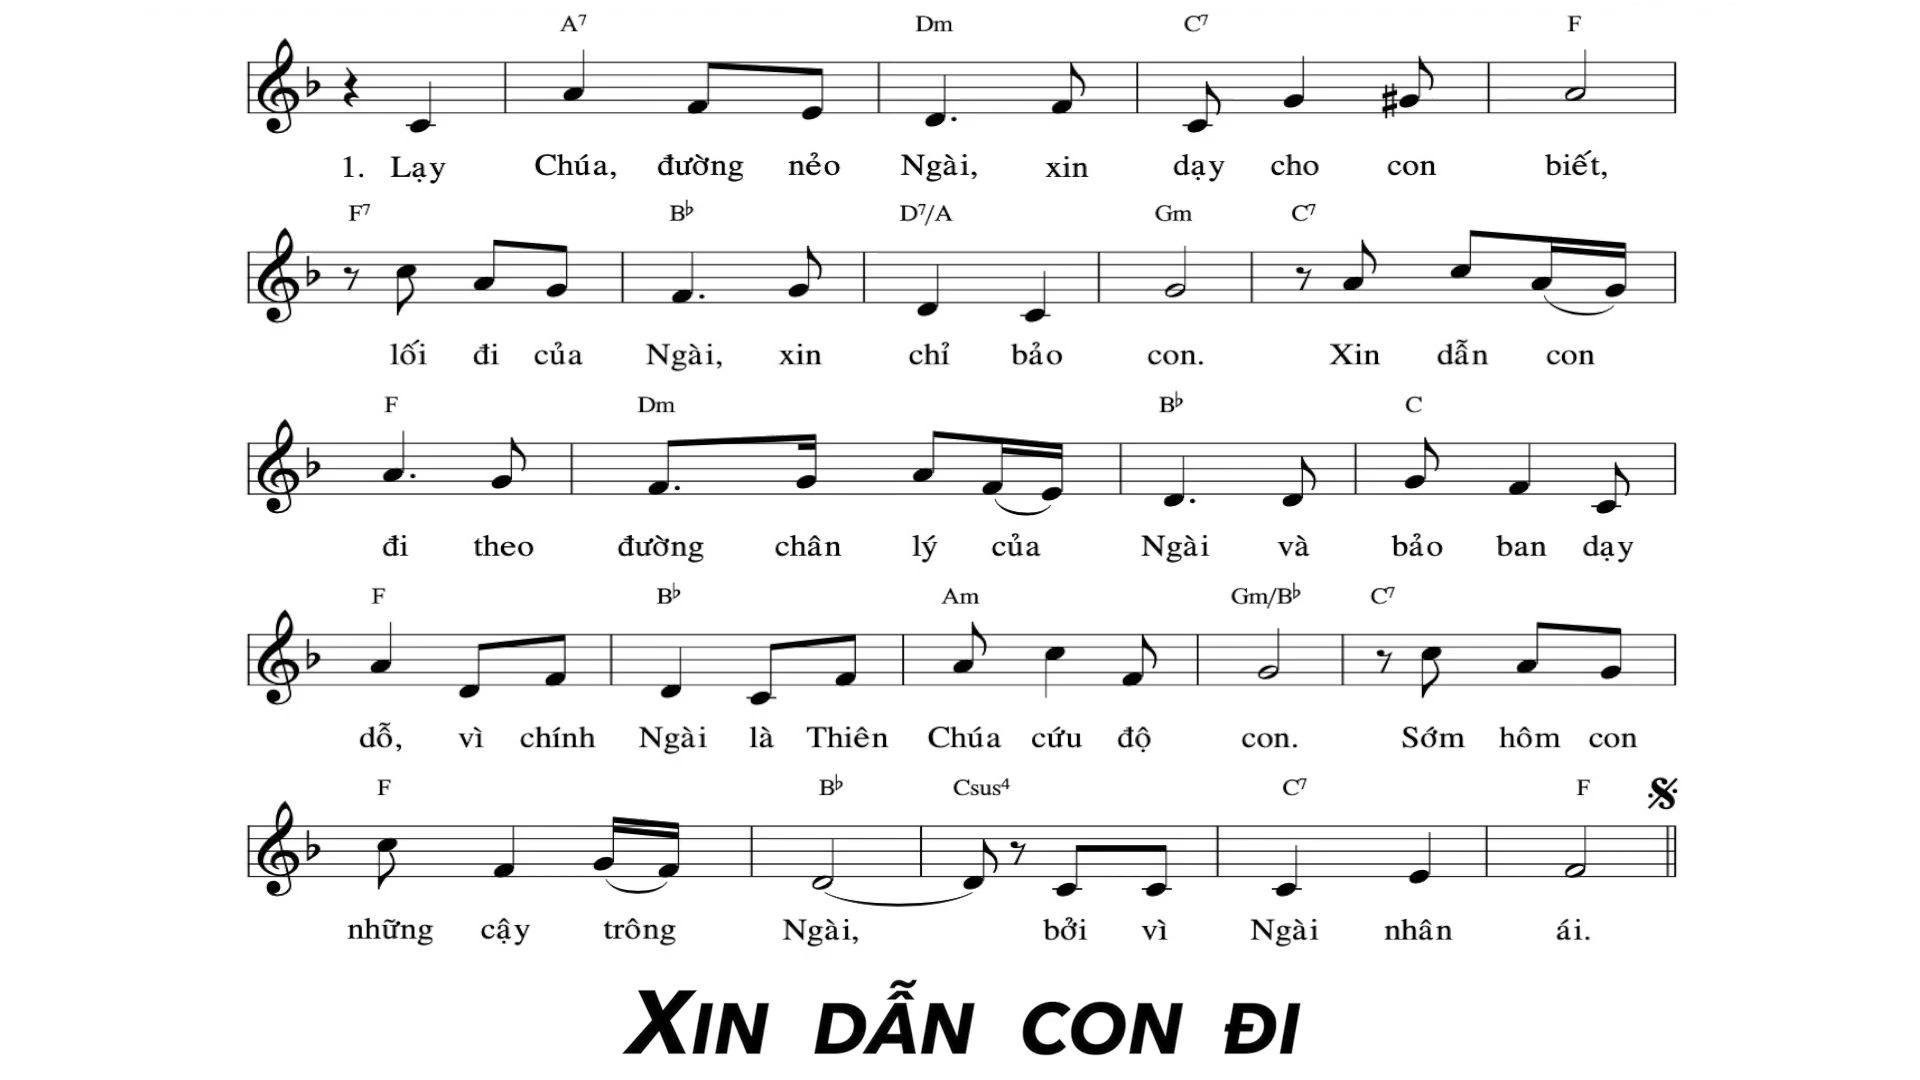 A7 Dm C7 F
1. Lạy Chúa, đường nẻo Ngài, xin dạy cho con biết,
F7 B♭ D7/A Gm C7
lối đi của Ngài, xin chỉ bảo con. Xin dẫn con
F Dm B♭ C
đi theo đường chân lý của Ngài và bảo ban dạy
F B♭ Am Gm/B♭ C7
dỗ, vì chính Ngài là Thiên Chúa cứu độ con. Sớm hôm con
F B♭ Csus4 C7 F
những cậy trông Ngài, bởi vì Ngài nhân ái.
XIN DẪN CON ĐI